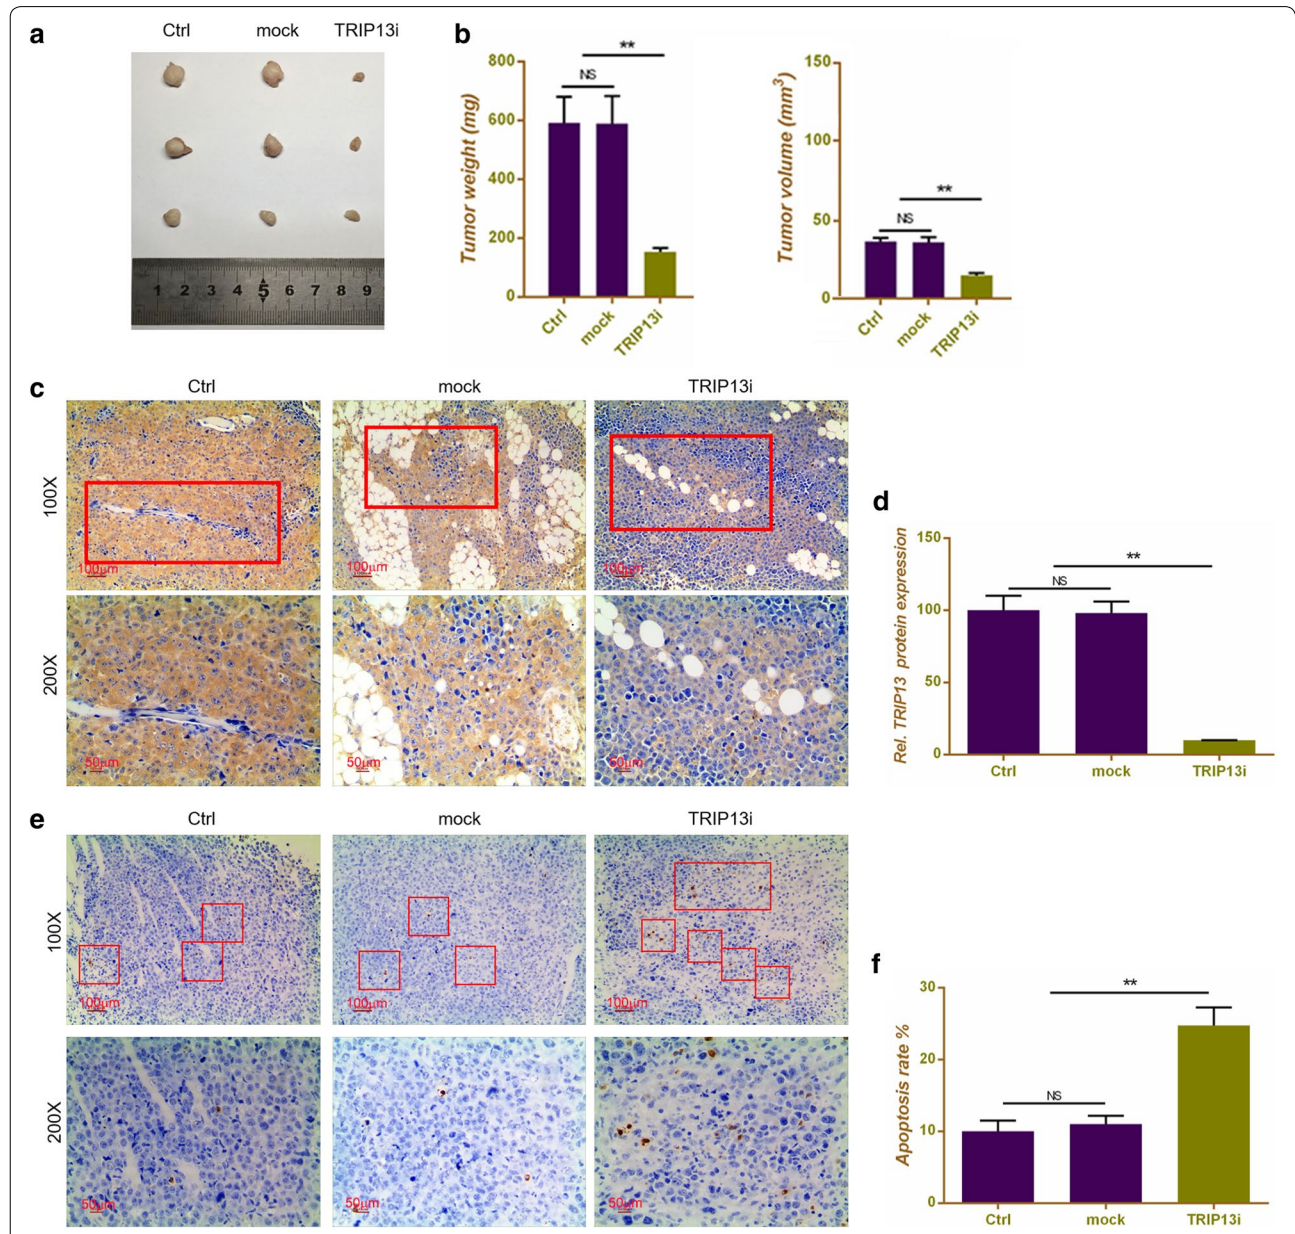 a
Ctrl mock TRIP13i
1 2 3 4 5 6 7 8 9
b
Tumor weight (mg)
800
600
400
200
0
**
NS
Ctrl mock TRIP13i
Tumor volume (mm³)
150
100
50
0
**
NS
Ctrl mock TRIP13i
c
Ctrl mock TRIP13i
100X
100μm 100μm 100μm
200X
50μm 50μm 50μm
d
Rel. TRIP13 protein expression
150
100
50
0
**
NS
Ctrl mock TRIP13i
e
Ctrl mock TRIP13i
100X
100μm 100μm 100μm
200X
50μm 50μm 50μm
f
Apoptosis rate %
30
20
10
0
**
NS
Ctrl mock TRIP13i